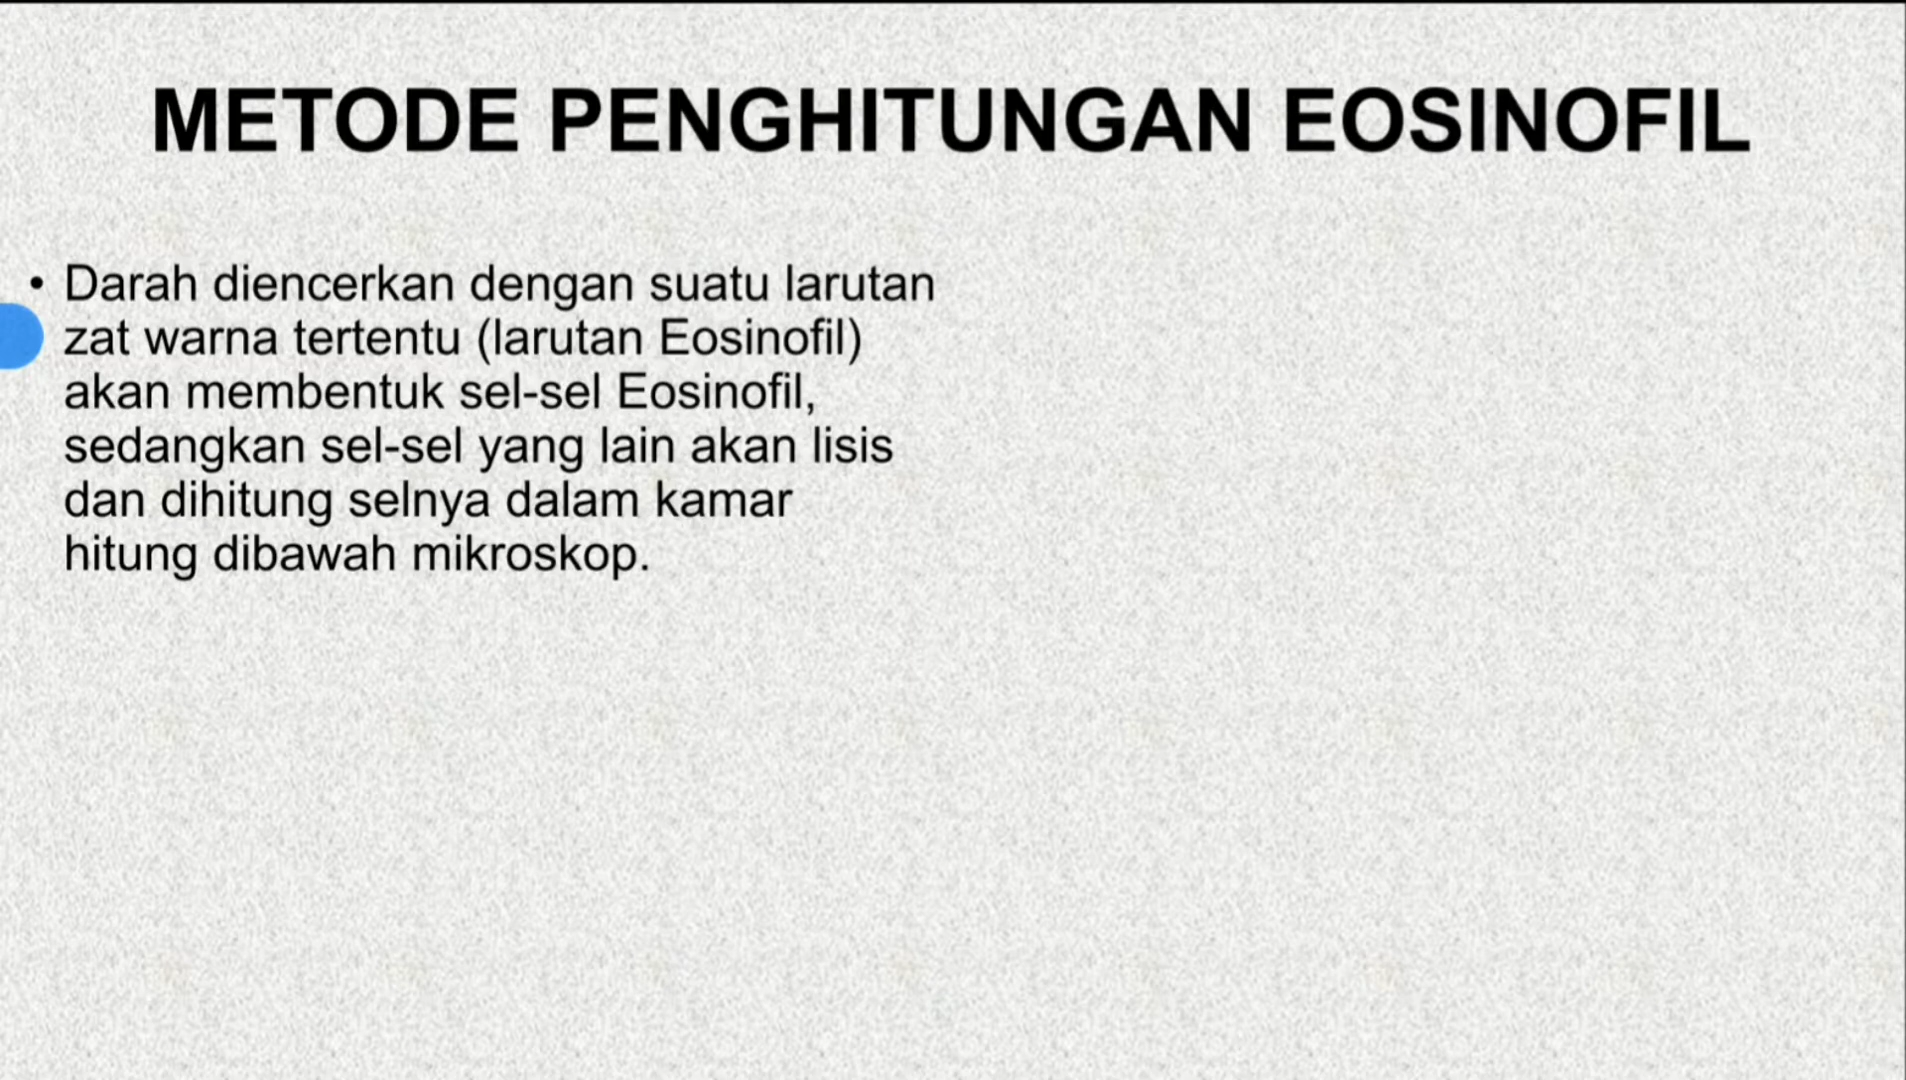 METODE PENGHITUNGAN EOSINOFIL
• Darah diencerkan dengan suatu larutan
zat warna tertentu (larutan Eosinofil)
akan membentuk sel-sel Eosinofil,
sedangkan sel-sel yang lain akan lisis
dan dihitung selnya dalam kamar
hitung dibawah mikroskop.